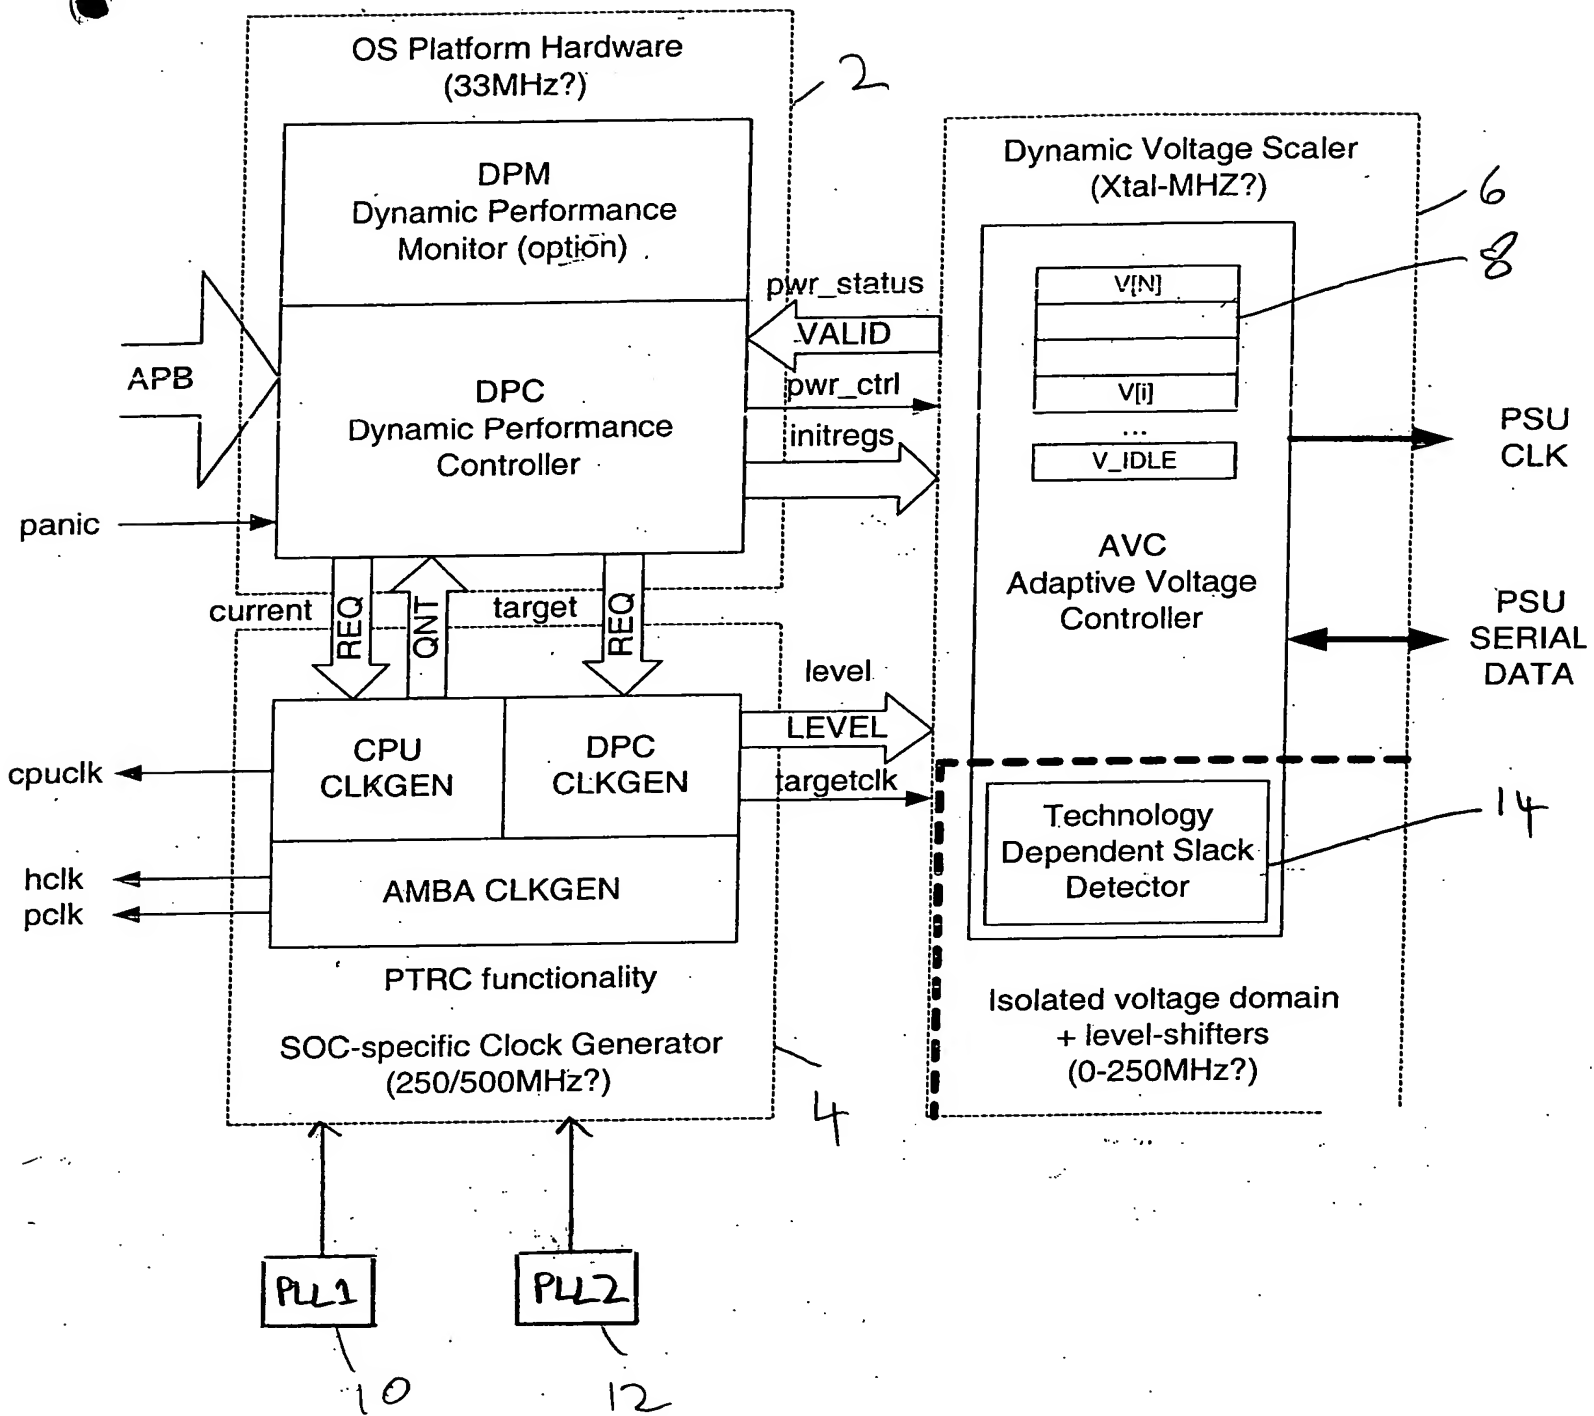 OS Platform Hardware
(33MHz?)
2
DPM
Dynamic Performance
Monitor (option)
APB
DPC
Dynamic Performance
Controller
panic
pwr_status
VALID
pwr_ctrl
initregs
current
REQ
QNT
target
REQ
CPU
CLKGEN
DPC
CLKGEN
AMBA CLKGEN
cpuclk
hclk
pclk
level
LEVEL
targetclk
PTRC functionality
SOC-specific Clock Generator
(250/500MHz?)
4
PLL1
10
PLL2
12
Dynamic Voltage Scaler
(Xtal-MHZ?)
6
V[N]
8
V[i]
...
V_IDLE
AVC
Adaptive Voltage
Controller
PSU
CLK
PSU
SERIAL
DATA
Technology
Dependent Slack
Detector
14
Isolated voltage domain
+ level-shifters
(0-250MHz?)